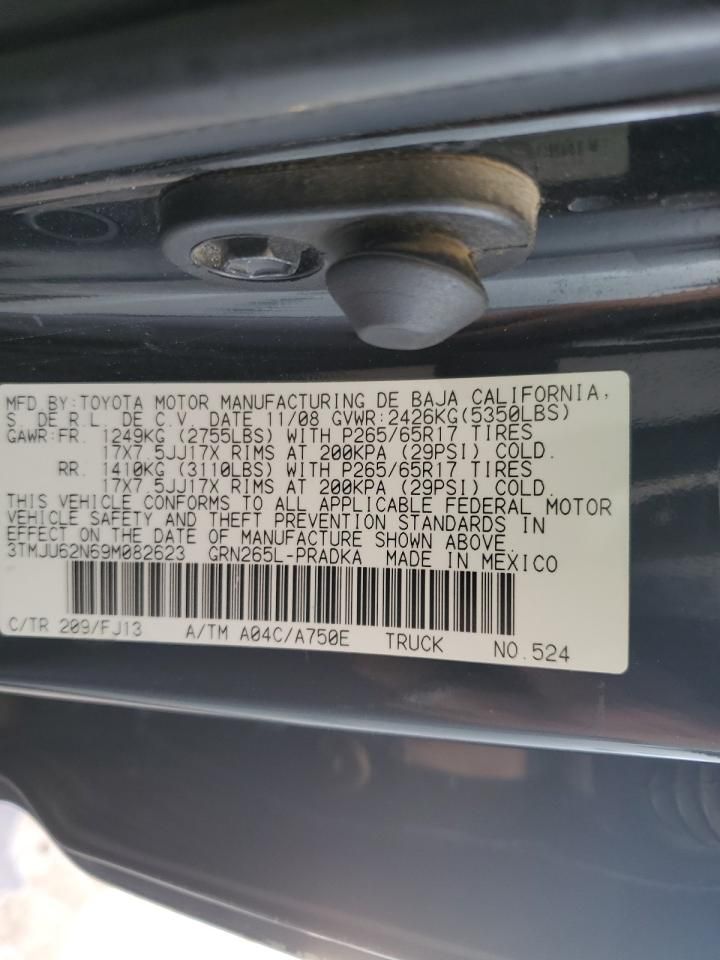 MFD BY:TOYOTA MOTOR MANUFACTURING DE BAJA CALIFORNIA,
S. DE R.L. DE C.V. DATE 11/08 GVWR:2426KG(5350LBS)
GAWR:FR. 1249KG (2755LBS) WITH P265/65R17 TIRES
17X7.5JJ17X RIMS AT 200KPA (29PSI) COLD.
RR. 1410KG (3110LBS) WITH P265/65R17 TIRES
17X7.5JJ17X RIMS AT 200KPA (29PSI) COLD.
THIS VEHICLE CONFORMS TO ALL APPLICABLE FEDERAL MOTOR
VEHICLE SAFETY AND THEFT PREVENTION STANDARDS IN
EFFECT ON THE DATE OF MANUFACTURE SHOWN ABOVE.
3TMJU62N69M082623 GRN265L-PRADKA MADE IN MEXICO
C/TR 209/FJ13 A/TM A04C/A750E TRUCK NO.524